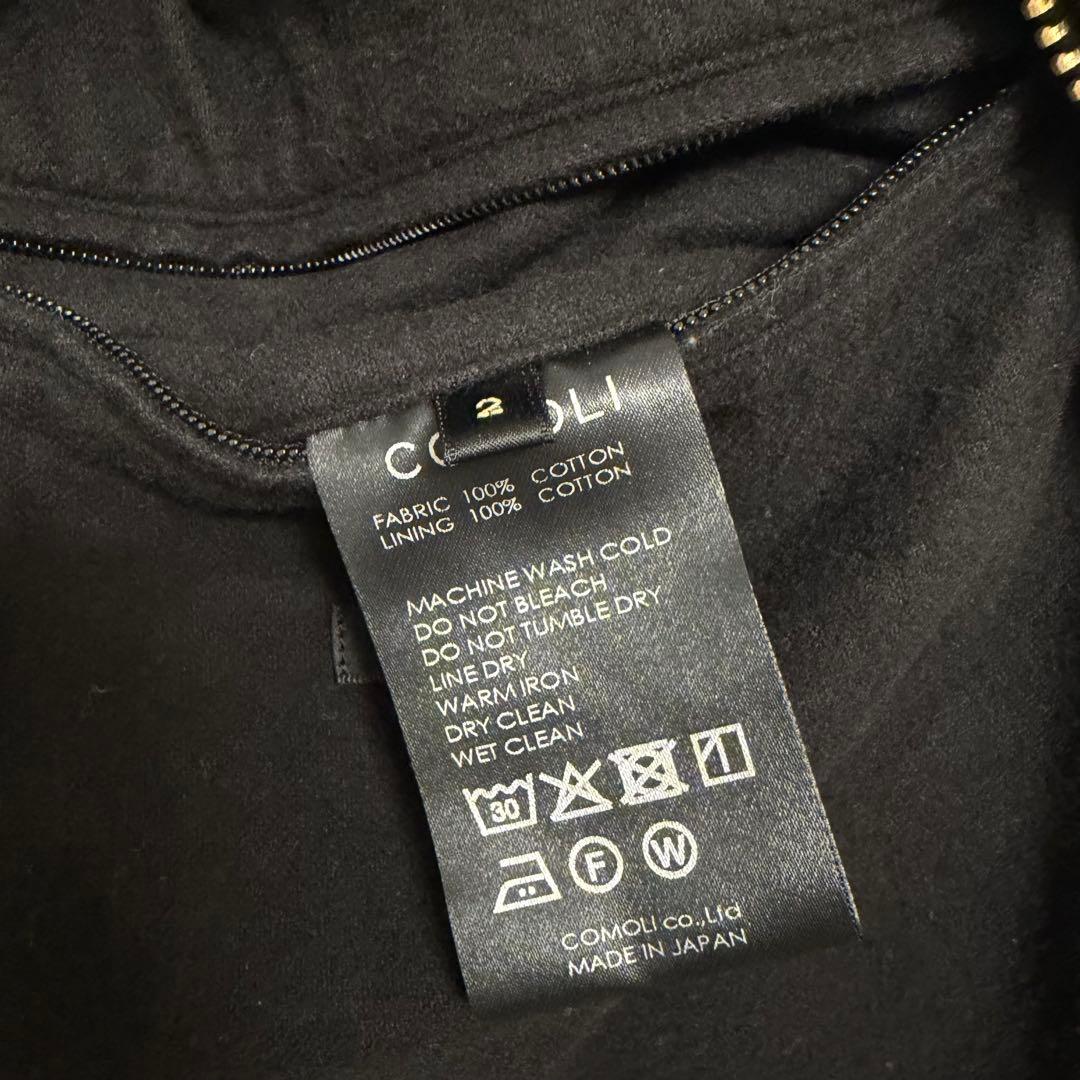 2
COMOLI
FABRIC 100% COTTON
LINING 100% COTTON
MACHINE WASH COLD
DO NOT BLEACH
DO NOT TUMBLE DRY
LINE DRY
WARM IRON
DRY CLEAN
WET CLEAN
30
F W
COMOLI co.,Ltd
MADE IN JAPAN